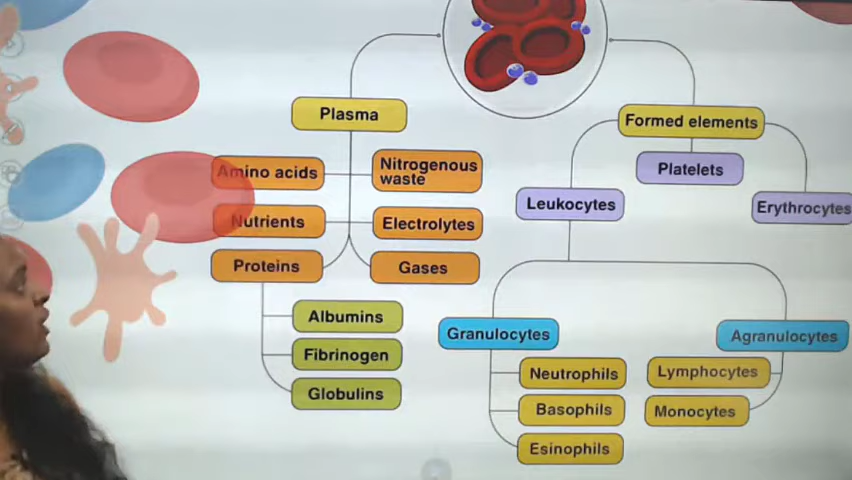 Plasma
Formed elements
Amino acids
Nitrogenous
waste
Platelets
Leukocytes
Erythrocytes
Nutrients
Electrolytes
Proteins
Gases
Albumins
Fibrinogen
Globulins
Granulocytes
Agranulocytes
Neutrophils
Lymphocytes
Basophils
Monocytes
Esinophils